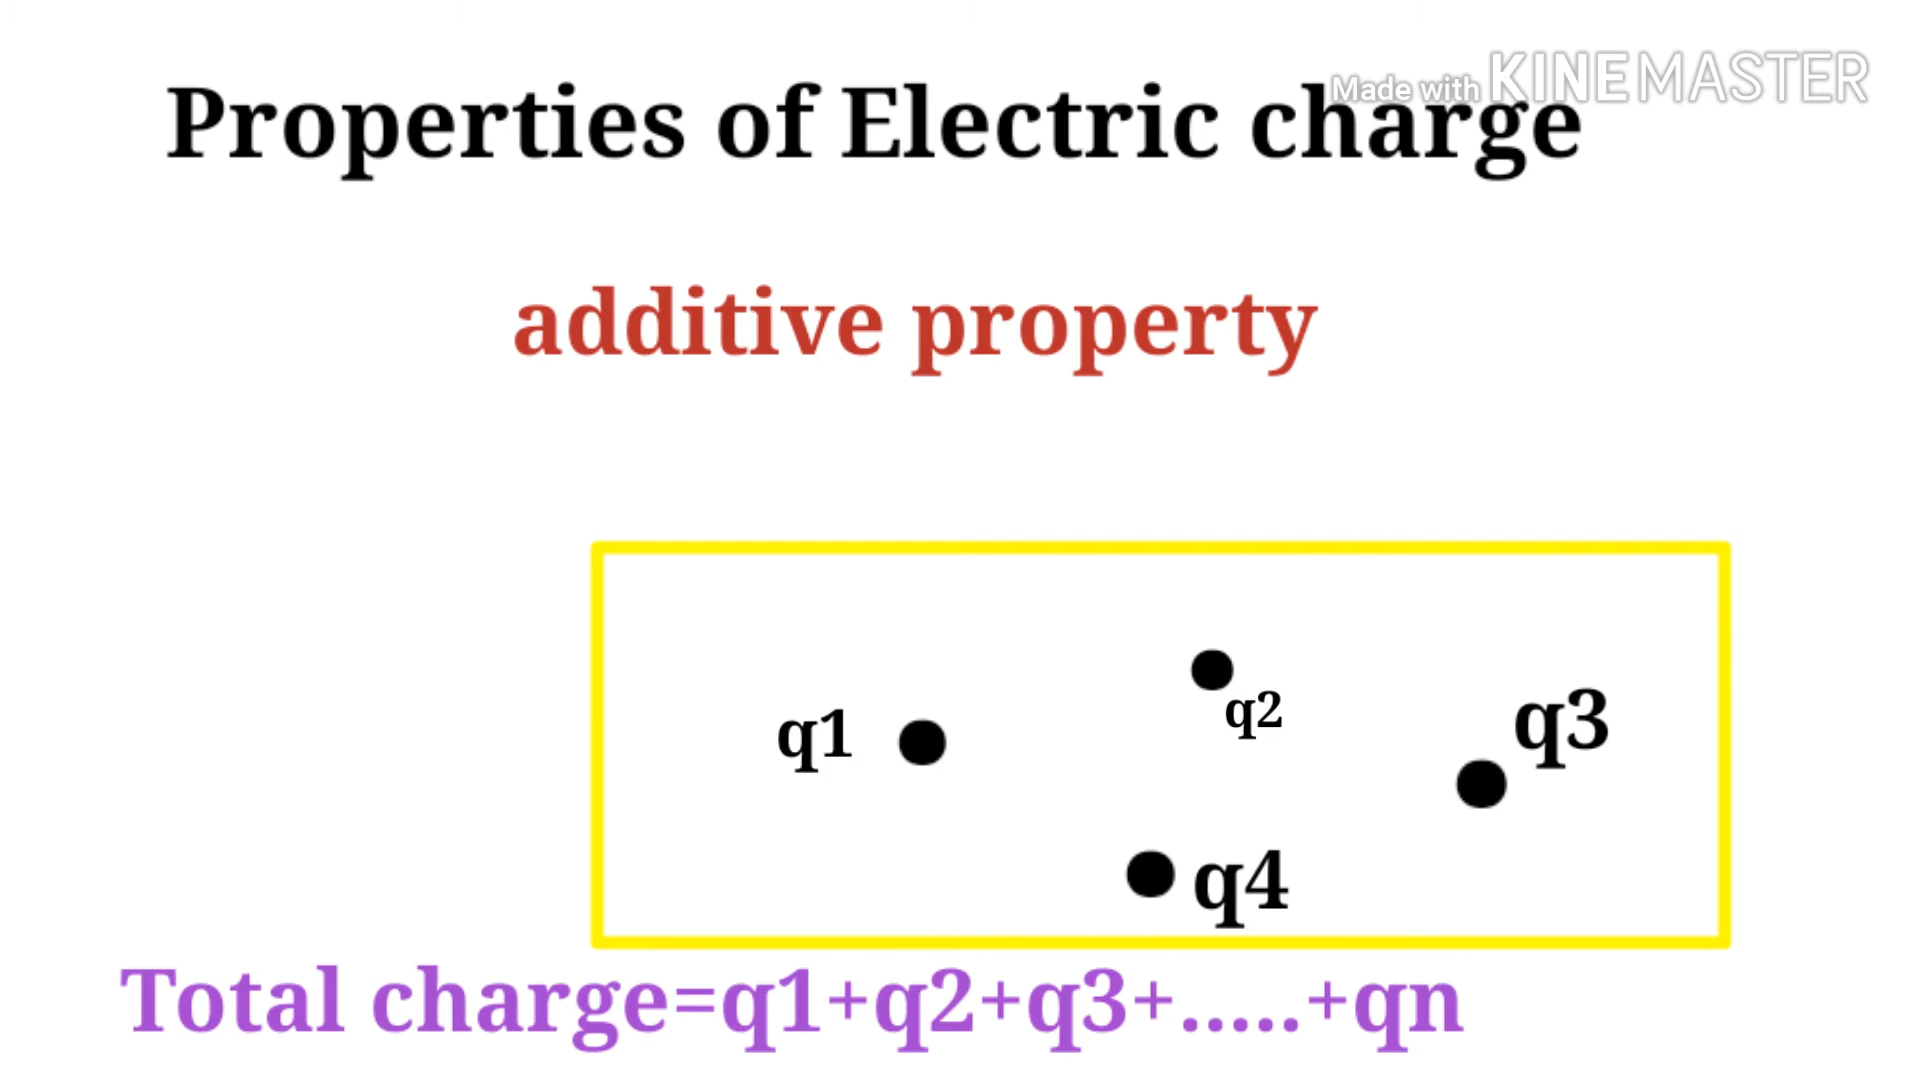 Made with KINEMASTER
Properties of Electric charge
additive property
q2
q3
q1
q4
Total charge=q1+q2+q3+.....+qn